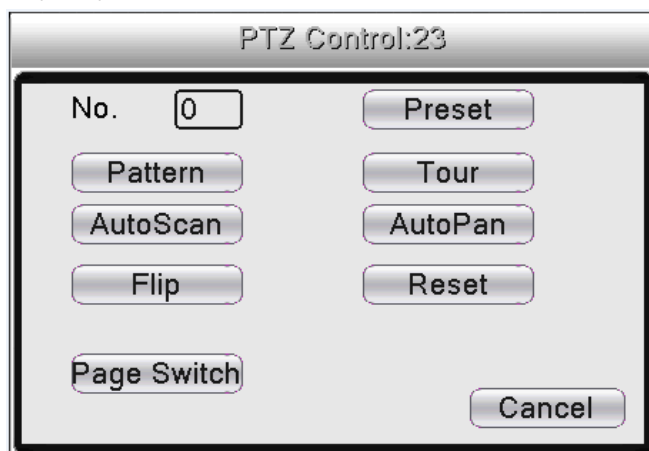 PTZ Control:23
No. 0 Preset
Pattern Tour
AutoScan AutoPan
Flip Reset
Page Switch
Cancel